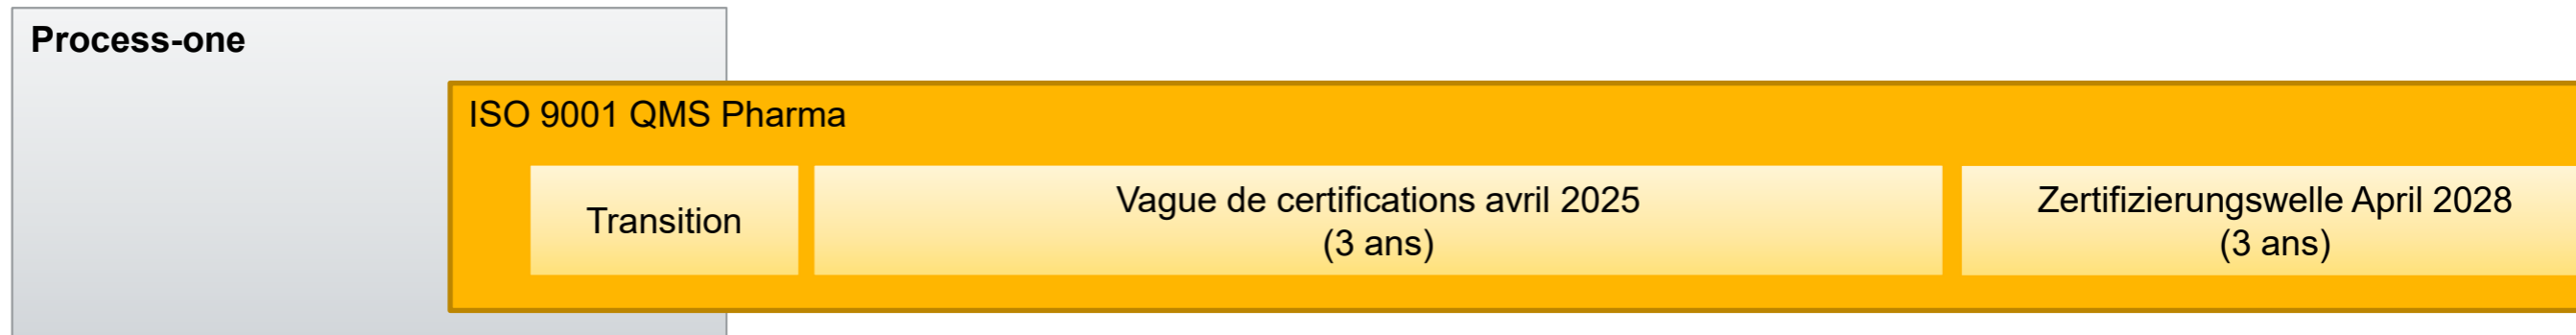 Process-one
ISO 9001 QMS Pharma
Transition
Vague de certifications avril 2025
(3 ans)
Zertifizierungswelle April 2028
(3 ans)